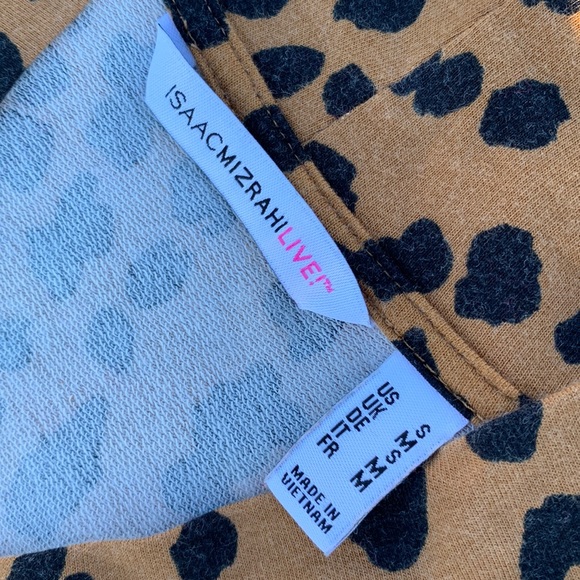 ISAACMIZRAHILIVE!™
US S
UK M
DE S
IT M
FR M
MADE IN
VIETNAM